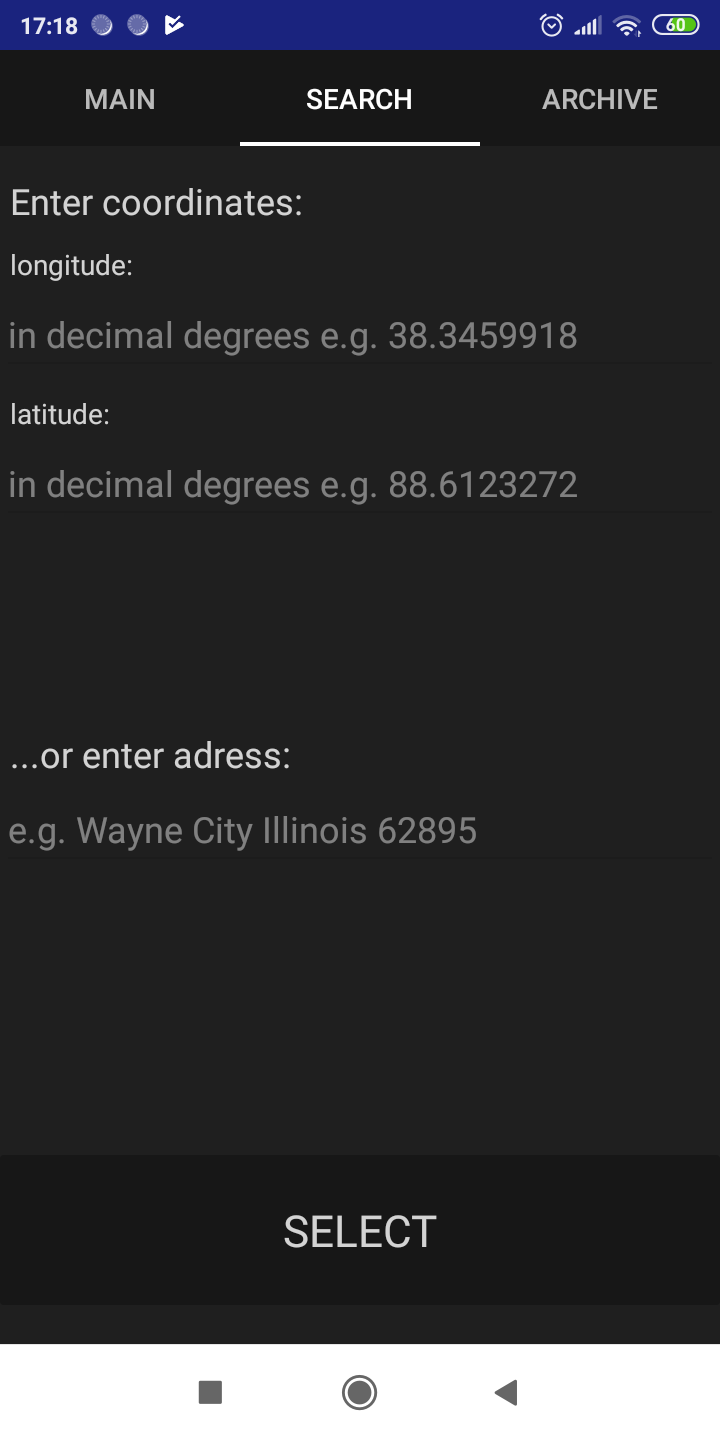 17:18
60
MAIN SEARCH ARCHIVE
Enter coordinates:
longitude:
in decimal degrees e.g. 38.3459918
latitude:
in decimal degrees e.g. 88.6123272
...or enter adress:
e.g. Wayne City Illinois 62895
SELECT